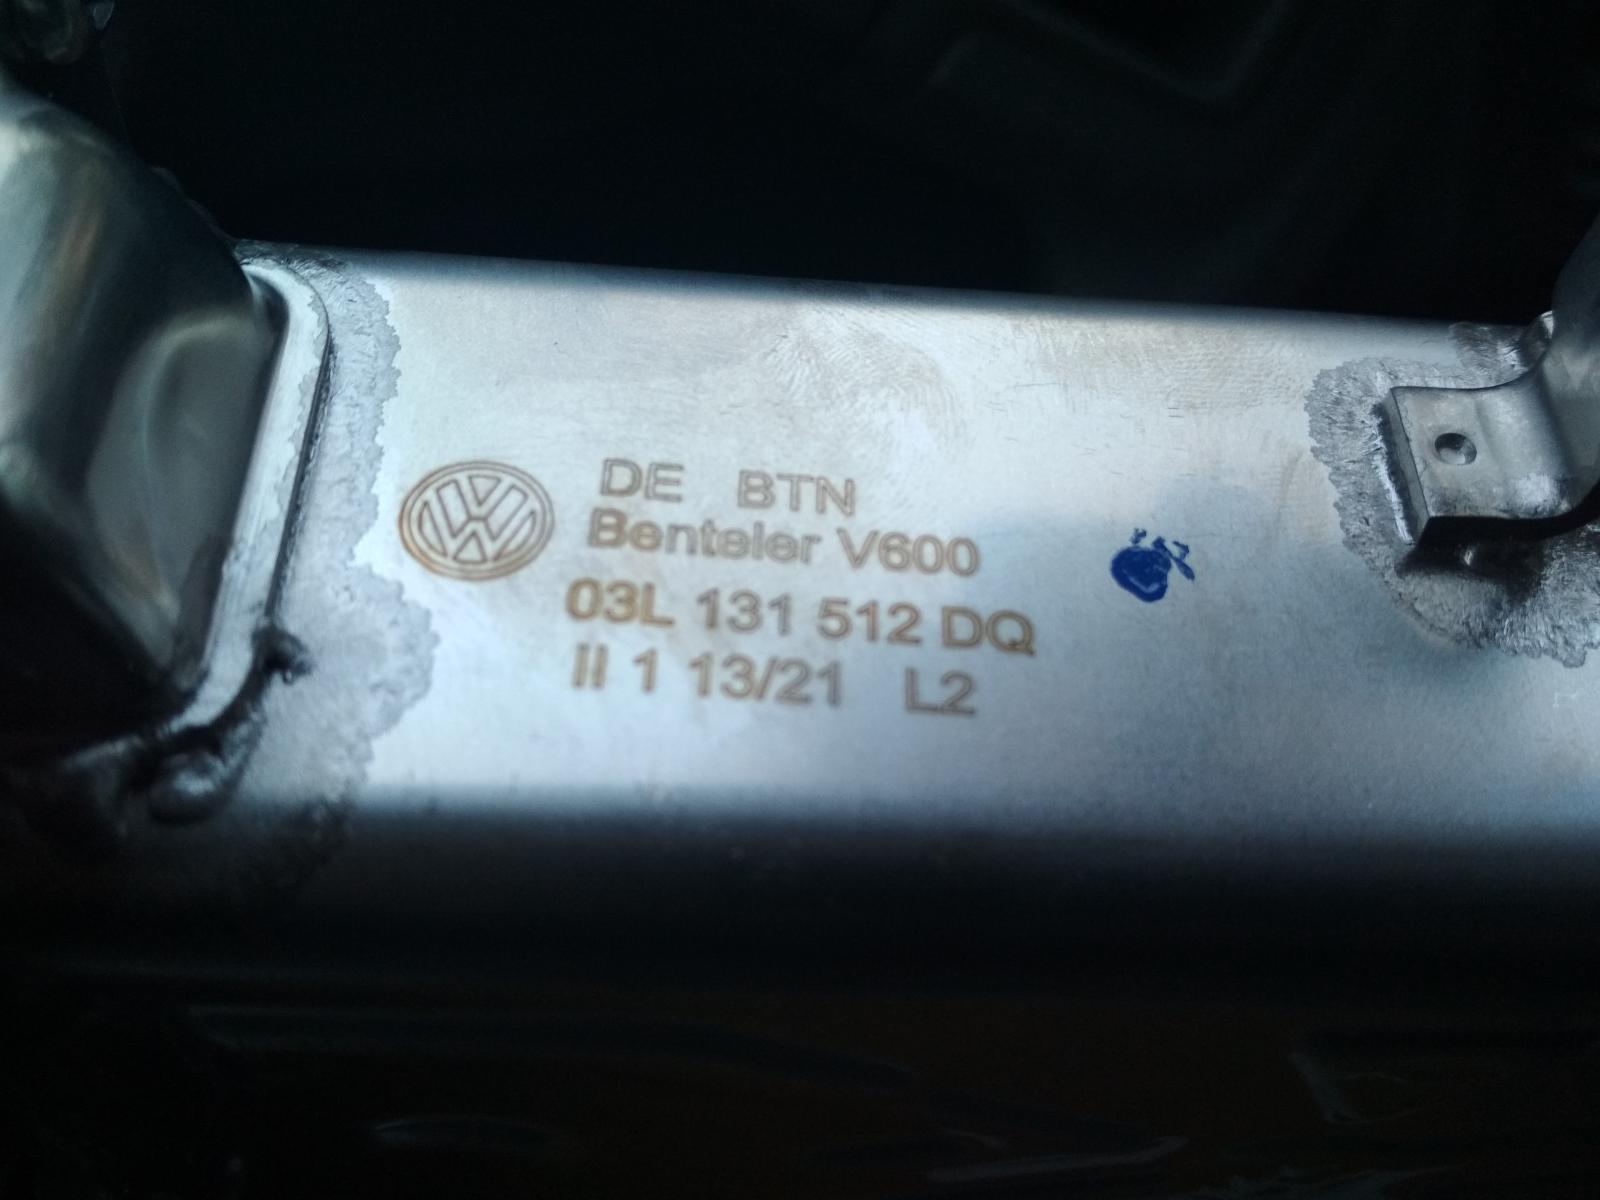 DE BTN
Benteler V600
03L 131 512 DQ
II 1 13/21 L2